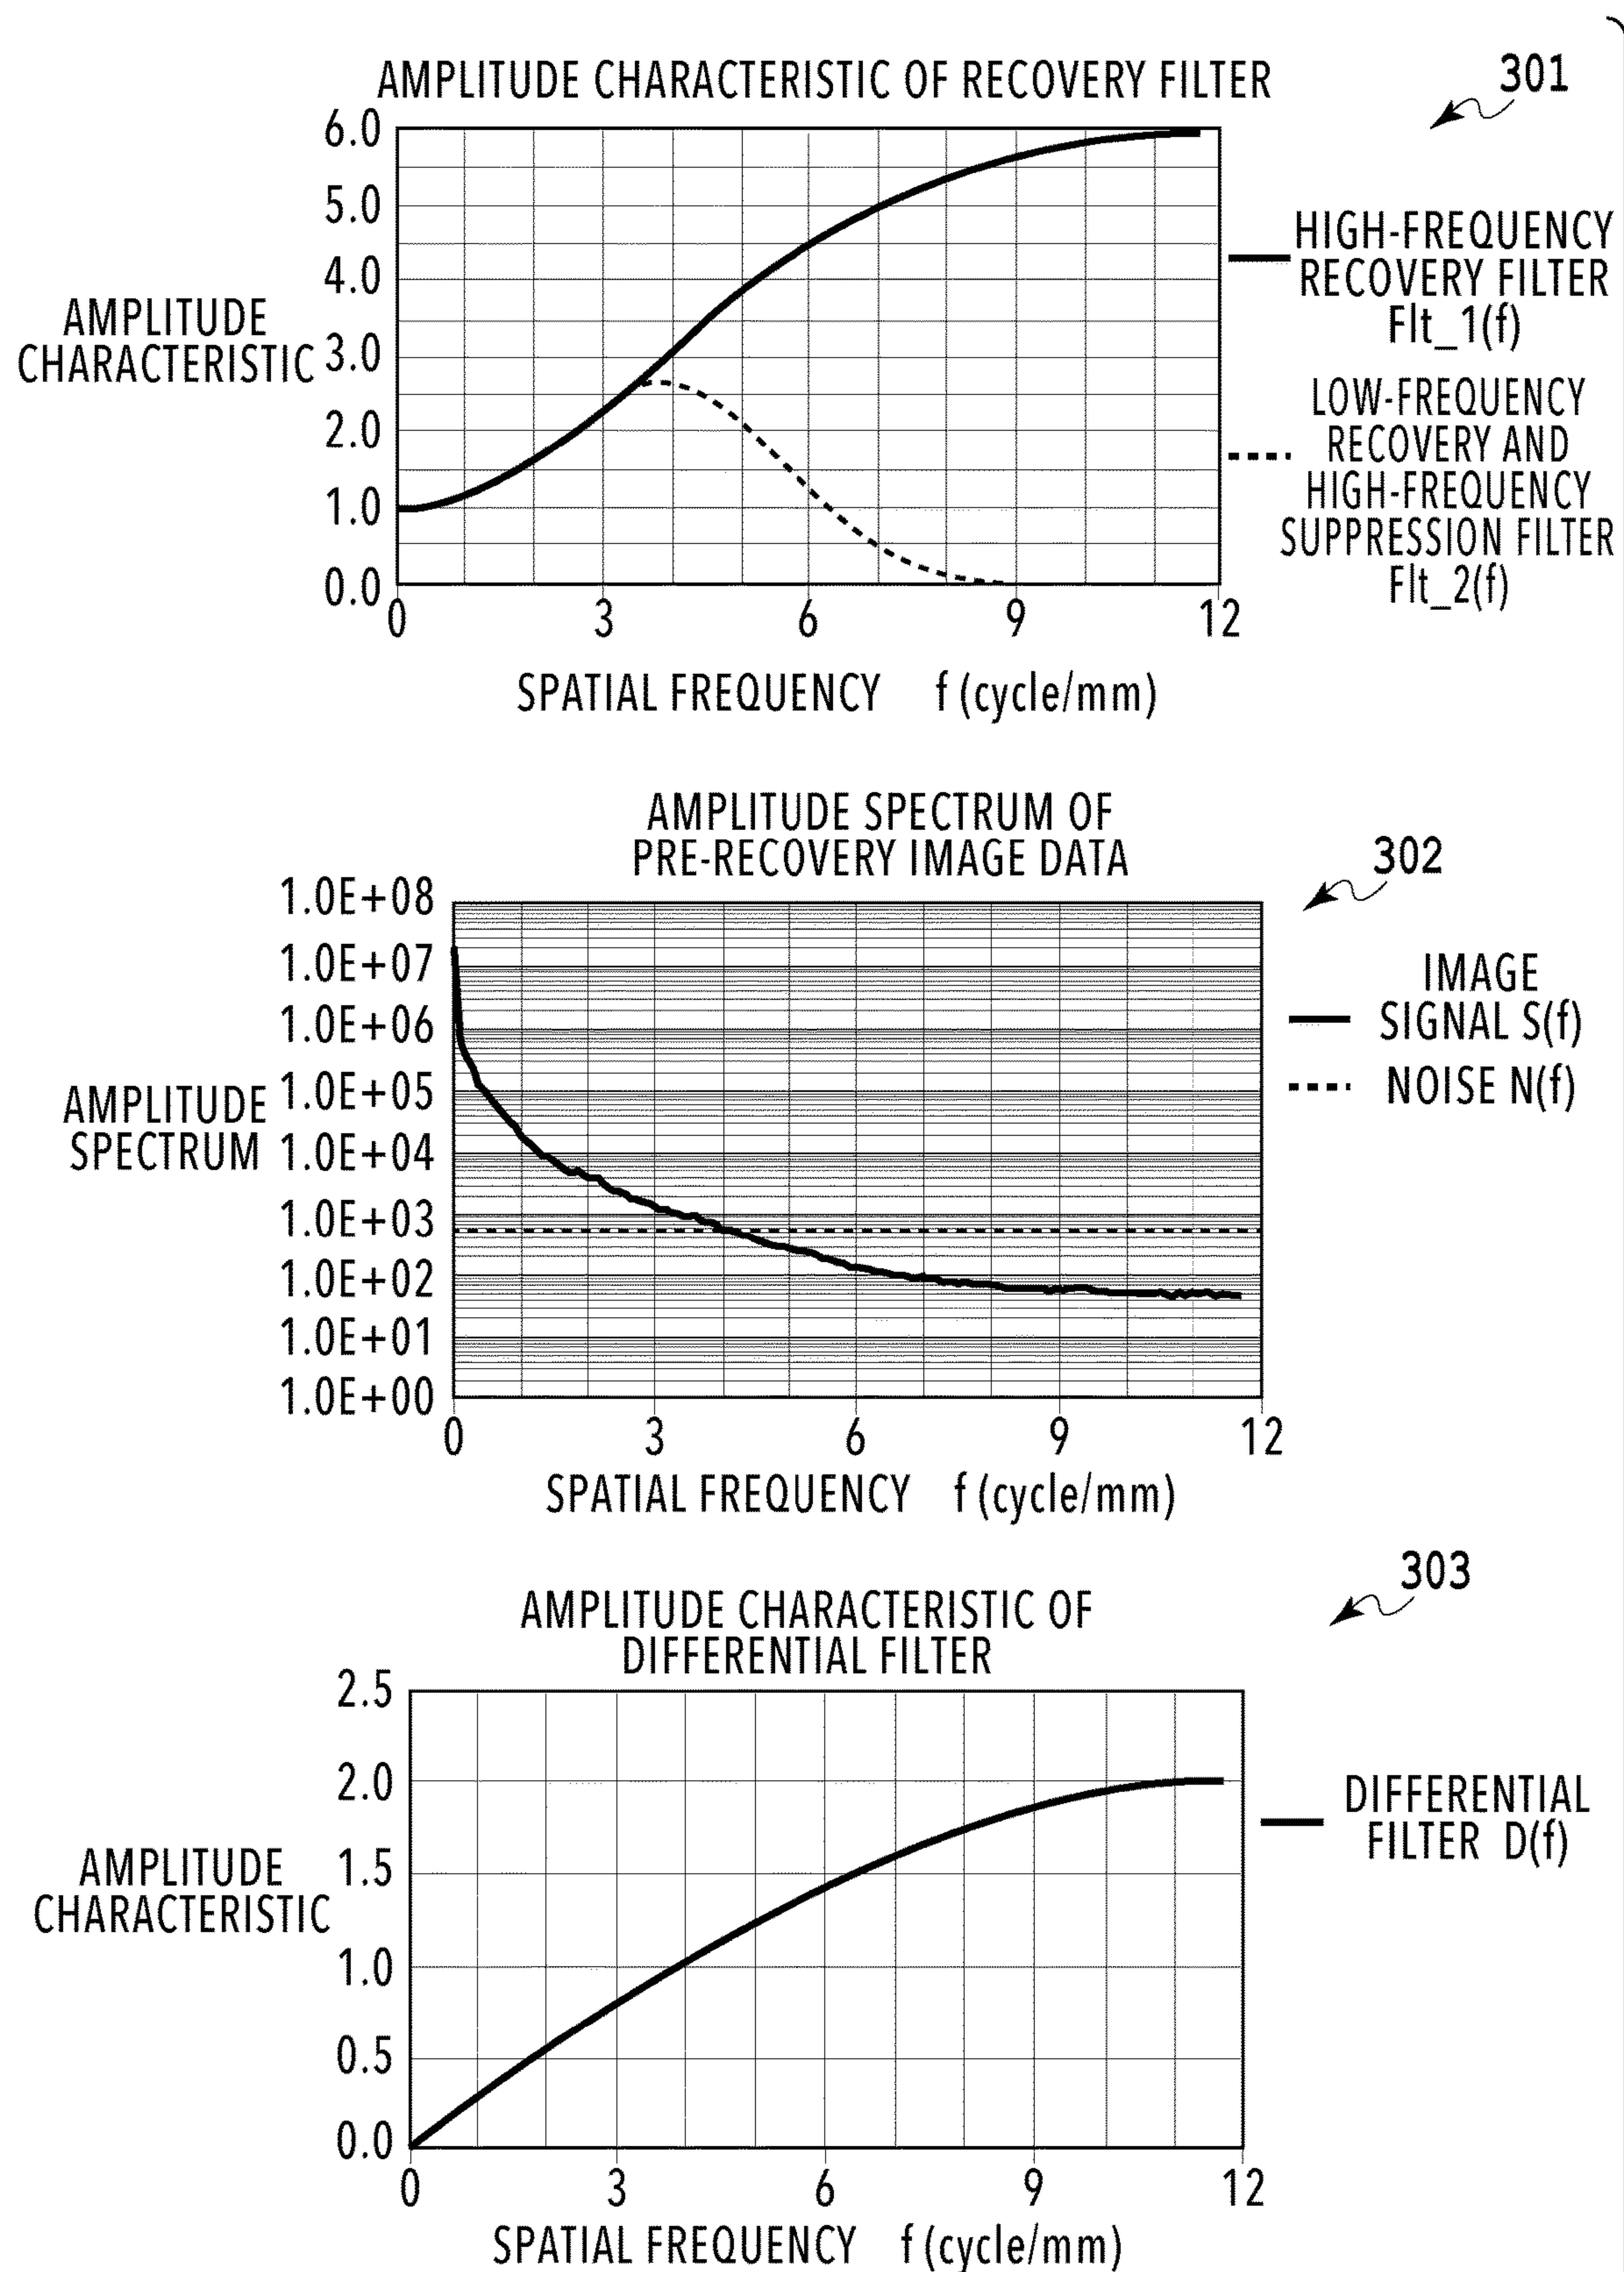 AMPLITUDE CHARACTERISTIC OF RECOVERY FILTER
301
6.0
5.0
4.0
3.0
2.0
1.0
0.0
AMPLITUDE
CHARACTERISTIC
0 3 6 9 12
SPATIAL FREQUENCY f (cycle/mm)
HIGH-FREQUENCY
RECOVERY FILTER
Flt_1(f)
LOW-FREQUENCY
RECOVERY AND
HIGH-FREQUENCY
SUPPRESSION FILTER
Flt_2(f)
AMPLITUDE SPECTRUM OF
PRE-RECOVERY IMAGE DATA
302
1.0E+08
1.0E+07
1.0E+06
1.0E+05
1.0E+04
1.0E+03
1.0E+02
1.0E+01
1.0E+00
AMPLITUDE
SPECTRUM
0 3 6 9 12
SPATIAL FREQUENCY f (cycle/mm)
IMAGE
SIGNAL S(f)
NOISE N(f)
303
AMPLITUDE CHARACTERISTIC OF
DIFFERENTIAL FILTER
2.5
2.0
1.5
1.0
0.5
0.0
AMPLITUDE
CHARACTERISTIC
0 3 6 9 12
SPATIAL FREQUENCY f (cycle/mm)
DIFFERENTIAL
FILTER D(f)